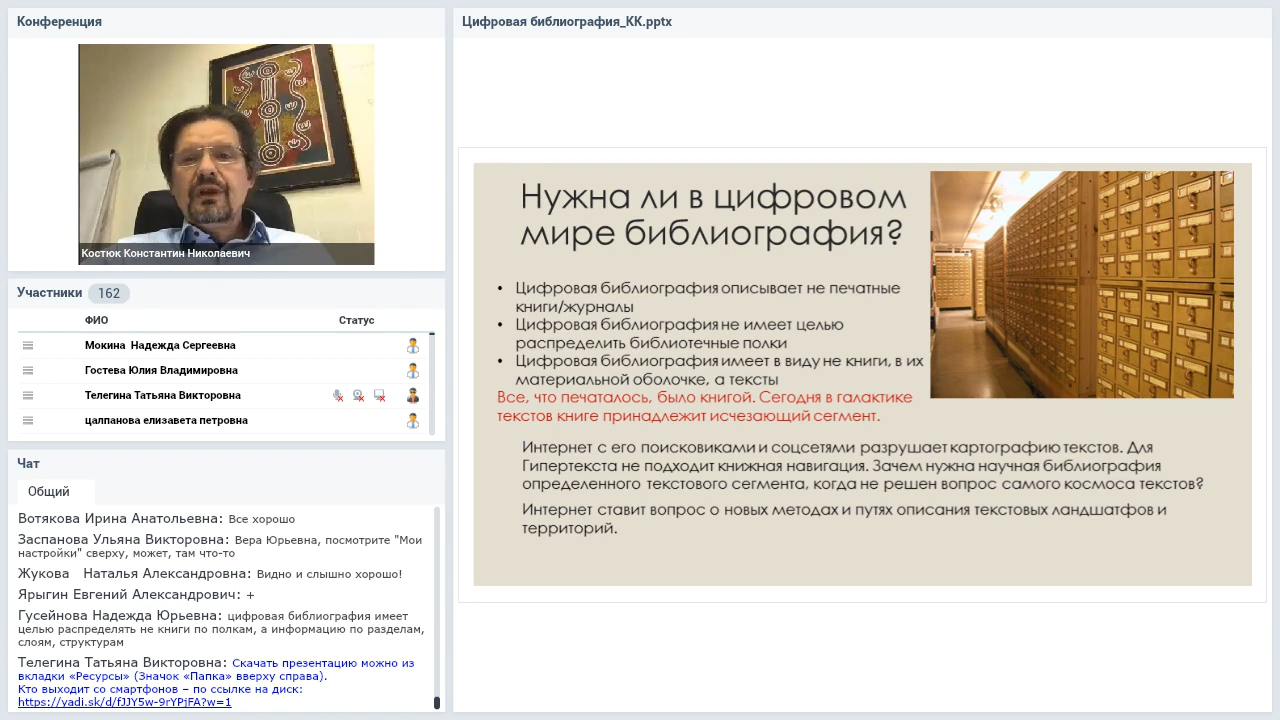 Конференция
Костюк Константин Николаевич
Участники 162
ФИО Статус
Мокина Надежда Сергеевна
Гостева Юлия Владимировна
Телегина Татьяна Викторовна
цалпанова елизавета петровна
Чат
Общий
Вотякова Ирина Анатольевна: Все хорошо
Заспанова Ульяна Викторовна: Вера Юрьевна, посмотрите "Мои
настройки" сверху, может, там что-то
Жукова Наталья Александровна: Видно и слышно хорошо!
Ярыгин Евгений Александрович: +
Гусейнова Надежда Юрьевна: цифровая библиография имеет
целью распределять не книги по полкам, а информацию по разделам,
слоям, структурам
Телегина Татьяна Викторовна: Скачать презентацию можно из
вкладки «Ресурсы» (Значок «Папка» вверху справа).
Кто выходит со смартфонов – по ссылке на диск:
https://yadi.sk/d/fJJY5w-9rYPjFA?w=1
Цифровая библиография_КК.pptx
Нужна ли в цифровом
мире библиография?
• Цифровая библиография описывает не печатные
книги/журналы
• Цифровая библиография не имеет целью
распределить библиотечные полки
• Цифровая библиография имеет в виду не книги, в их
материальной оболочке, а тексты
Все, что печаталось, было книгой. Сегодня в галактике
текстов книге принадлежит исчезающий сегмент.
Интернет с его поисковиками и соцсетями разрушает картографию текстов. Для
Гипертекста не подходит книжная навигация. Зачем нужна научная библиография
определенного текстового сегмента, когда не решен вопрос самого космоса текстов?
Интернет ставит вопрос о новых методах и путях описания текстовых ландшафтов и
территорий.